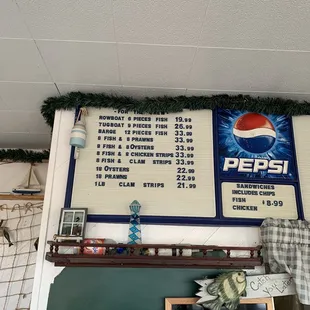 ROWBOAT 6 PIECES FISH 19.99
TUGBOAT 9 PIECES FISH 26.99
BARGE 12 PIECES FISH 33.99
8 FISH & 8 PRAWNS 33.99
8 FISH & 8 OYSTERS 33.99
8 FISH & 8 CHICKEN STRIPS 33.99
8 FISH & CLAM STRIPS 33.99
18 OYSTERS 22.99
18 PRAWNS 22.99
1 LB CLAM STRIPS 21.99
PEPSI
SANDWICHES
INCLUDES CHIPS
FISH
CHICKEN 8.99